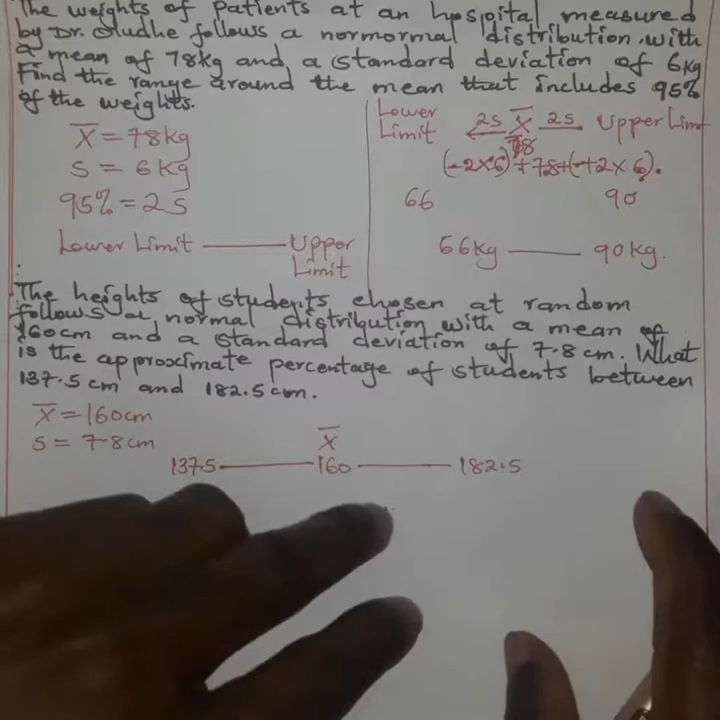 The weights of patients at an hospital measured
by Dr. Oludhe follows a normormal distribution with
a mean of 78kg and a standard deviation of 6kg
Find the range around the mean that includes 95%
of the weights.
X̄ = 78kg
S = 6kg
95% = 2s
Lower Limit —— Upper
Limit
Lower
Limit 2s X̄ 2s Upper Limit
78
(-2×6)+78+(+2×6).
66 90
66kg —— 90kg.
The heights of students chosen at random
follows a normal distribution with a mean of
160cm and a standard deviation of 7.8cm. What
is the approximate percentage of students between
137.5cm and 182.5cm.
X̄ = 160cm
S = 7.8cm
X̄
137.5 —— 160 —— 182.5